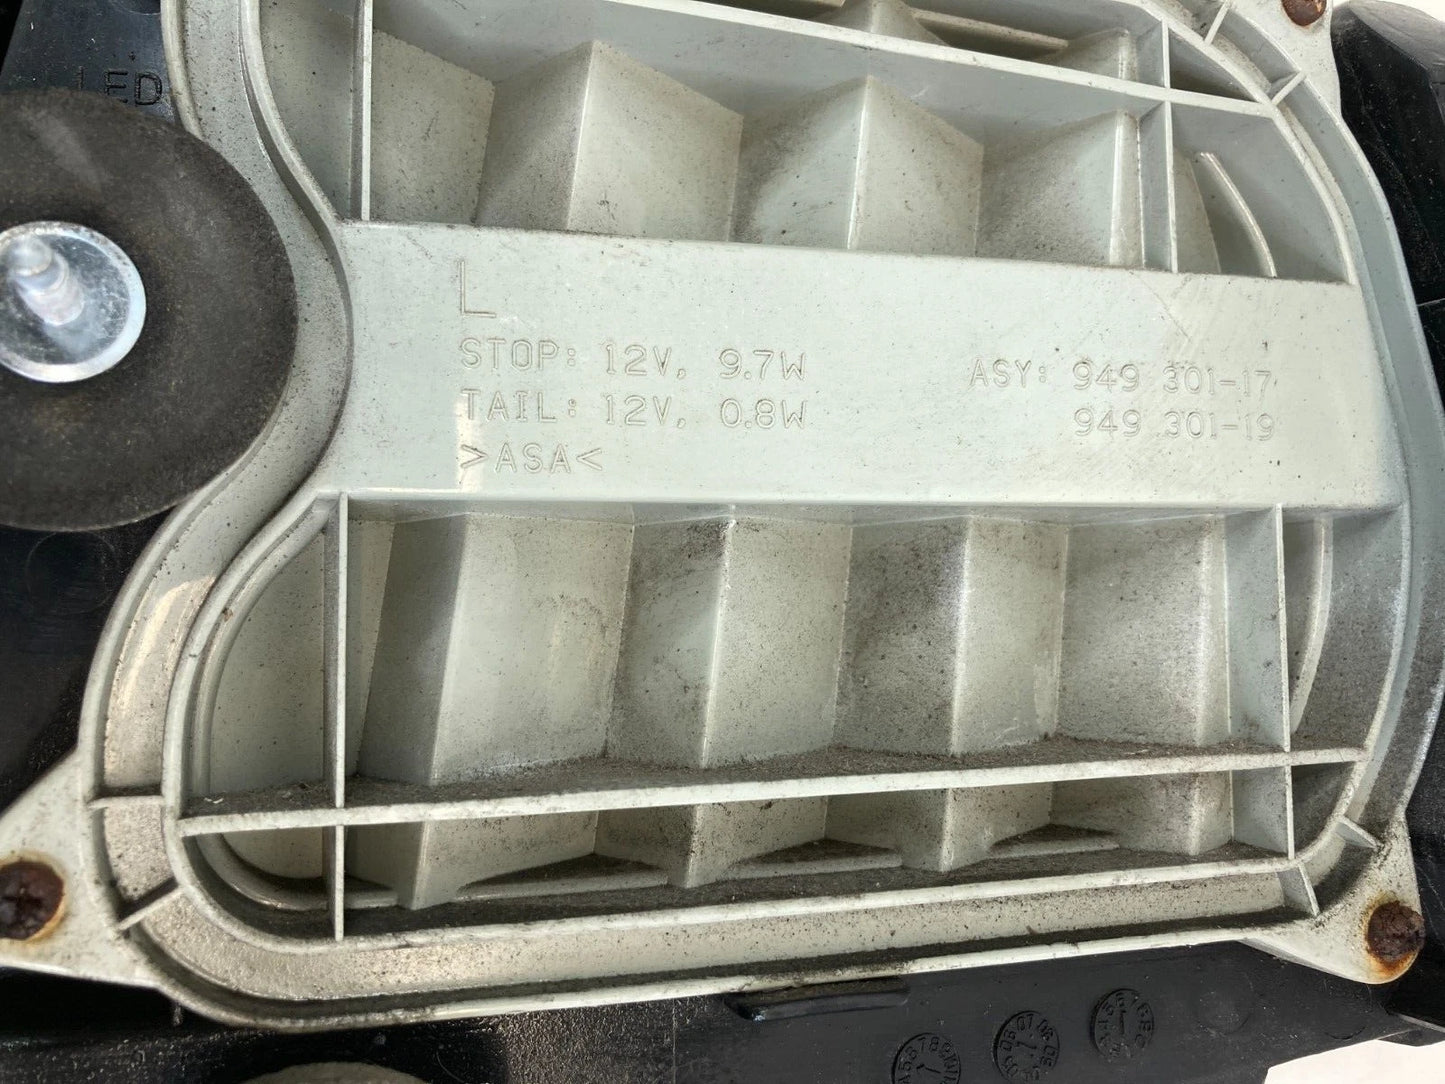 LED
L
STOP: 12V, 9.7W
TAIL: 12V, 0.8W
>ASA<
ASY: 949 301-17
949 301-19